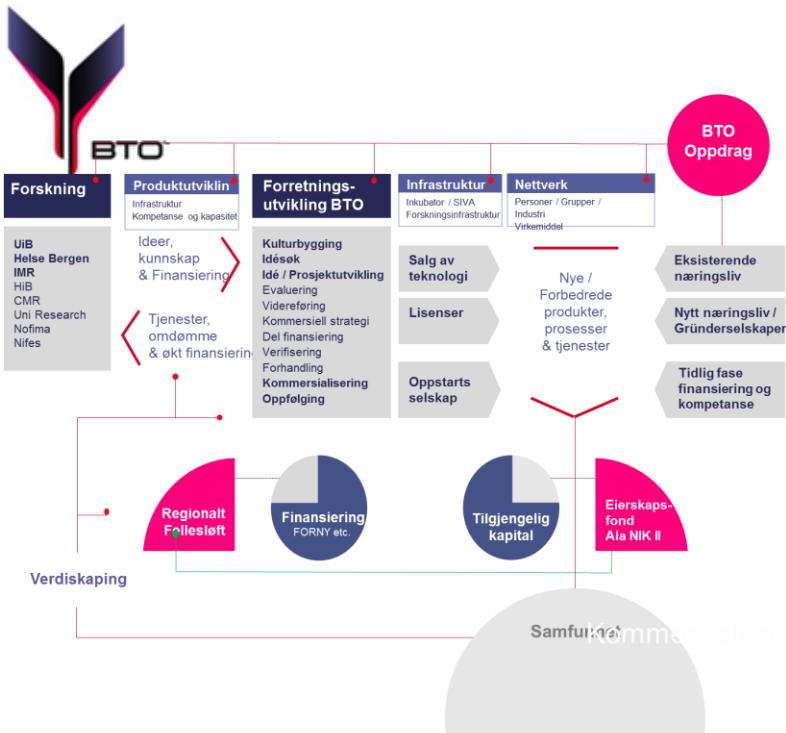 BTO
BTO
Oppdrag
Forskning
UiB
Helse Bergen
IMR
HiB
CMR
Uni Research
Nofima
Nifes
Produktutviklin
Infrastruktur
Kompetanse og kapasitet
Ideer,
kunnskap
& Finansiering
Tjenester,
omdømme
& økt finansierin
Forretnings-
utvikling BTO
Kulturbygging
Idésøk
Idé / Prosjektutvikling
Evaluering
Videreføring
Kommersiell strategi
Del finansiering
Verifisering
Forhandling
Kommersialisering
Oppfølging
Infrastruktur
Inkubator / SIVA
Forskningsinfrastruktur
Salg av
teknologi
Lisenser
Oppstarts
selskap
Nettverk
Personer / Grupper /
Industri
Virkemiddel
Nye /
Forbedrede
produkter,
prosesser
& tjenester
Eksisterende
næringsliv
Nytt næringsliv /
Gründerselskaper
Tidlig fase
finansiering og
kompetanse
Regionalt
Follesløft
Finansiering
FORNY etc.
Tilgjengelig
kapital
Eierskaps-
fond
Ala NIK II
Verdiskaping
Samfunnet